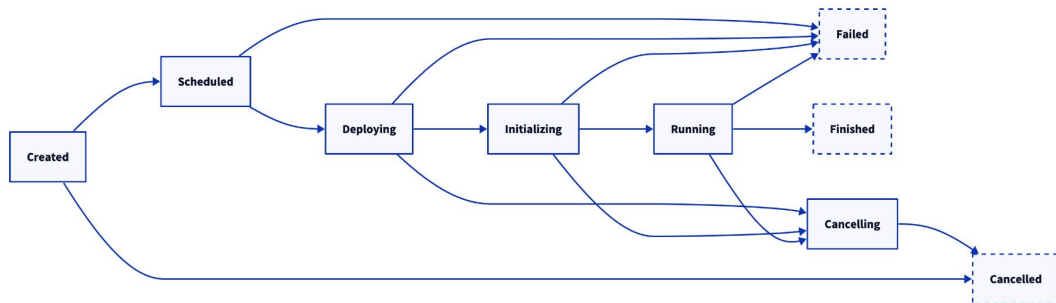 Failed
Scheduled
Deploying
Initializing
Running
Finished
Created
Cancelling
Cancelled